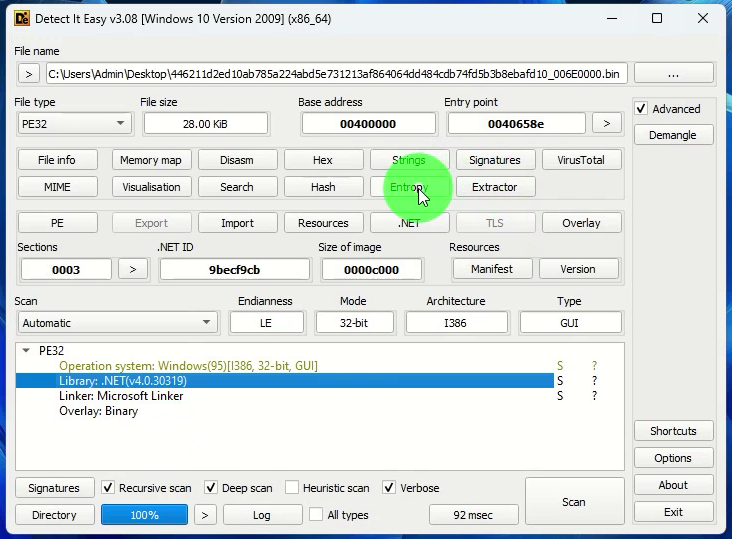 Detect It Easy v3.08 [Windows 10 Version 2009] (x86_64)
File name
> C:\Users\Admin\Desktop\446211d2ed10ab785a224abd5e731213af864064dd484cdb74fd5b3b8ebafd10_006E0000.bin ...
File type File size Base address Entry point Advanced
PE32 28.00 KiB 00400000 0040658e > Demangle
File info Memory map Disasm Hex Strings Signatures VirusTotal
MIME Visualisation Search Hash Entropy Extractor
PE Export Import Resources .NET TLS Overlay
Sections .NET ID Size of image Resources
0003 > 9becf9cb 0000c000 Manifest Version
Scan Endianness Mode Architecture Type
Automatic LE 32-bit I386 GUI
PE32
Operation system: Windows(95)[I386, 32-bit, GUI] S ?
Library: .NET(v4.0.30319) S ?
Linker: Microsoft Linker S ?
Overlay: Binary
Shortcuts
Options
Signatures Recursive scan Deep scan Heuristic scan Verbose Scan About
Directory 100% > Log All types 92 msec Exit